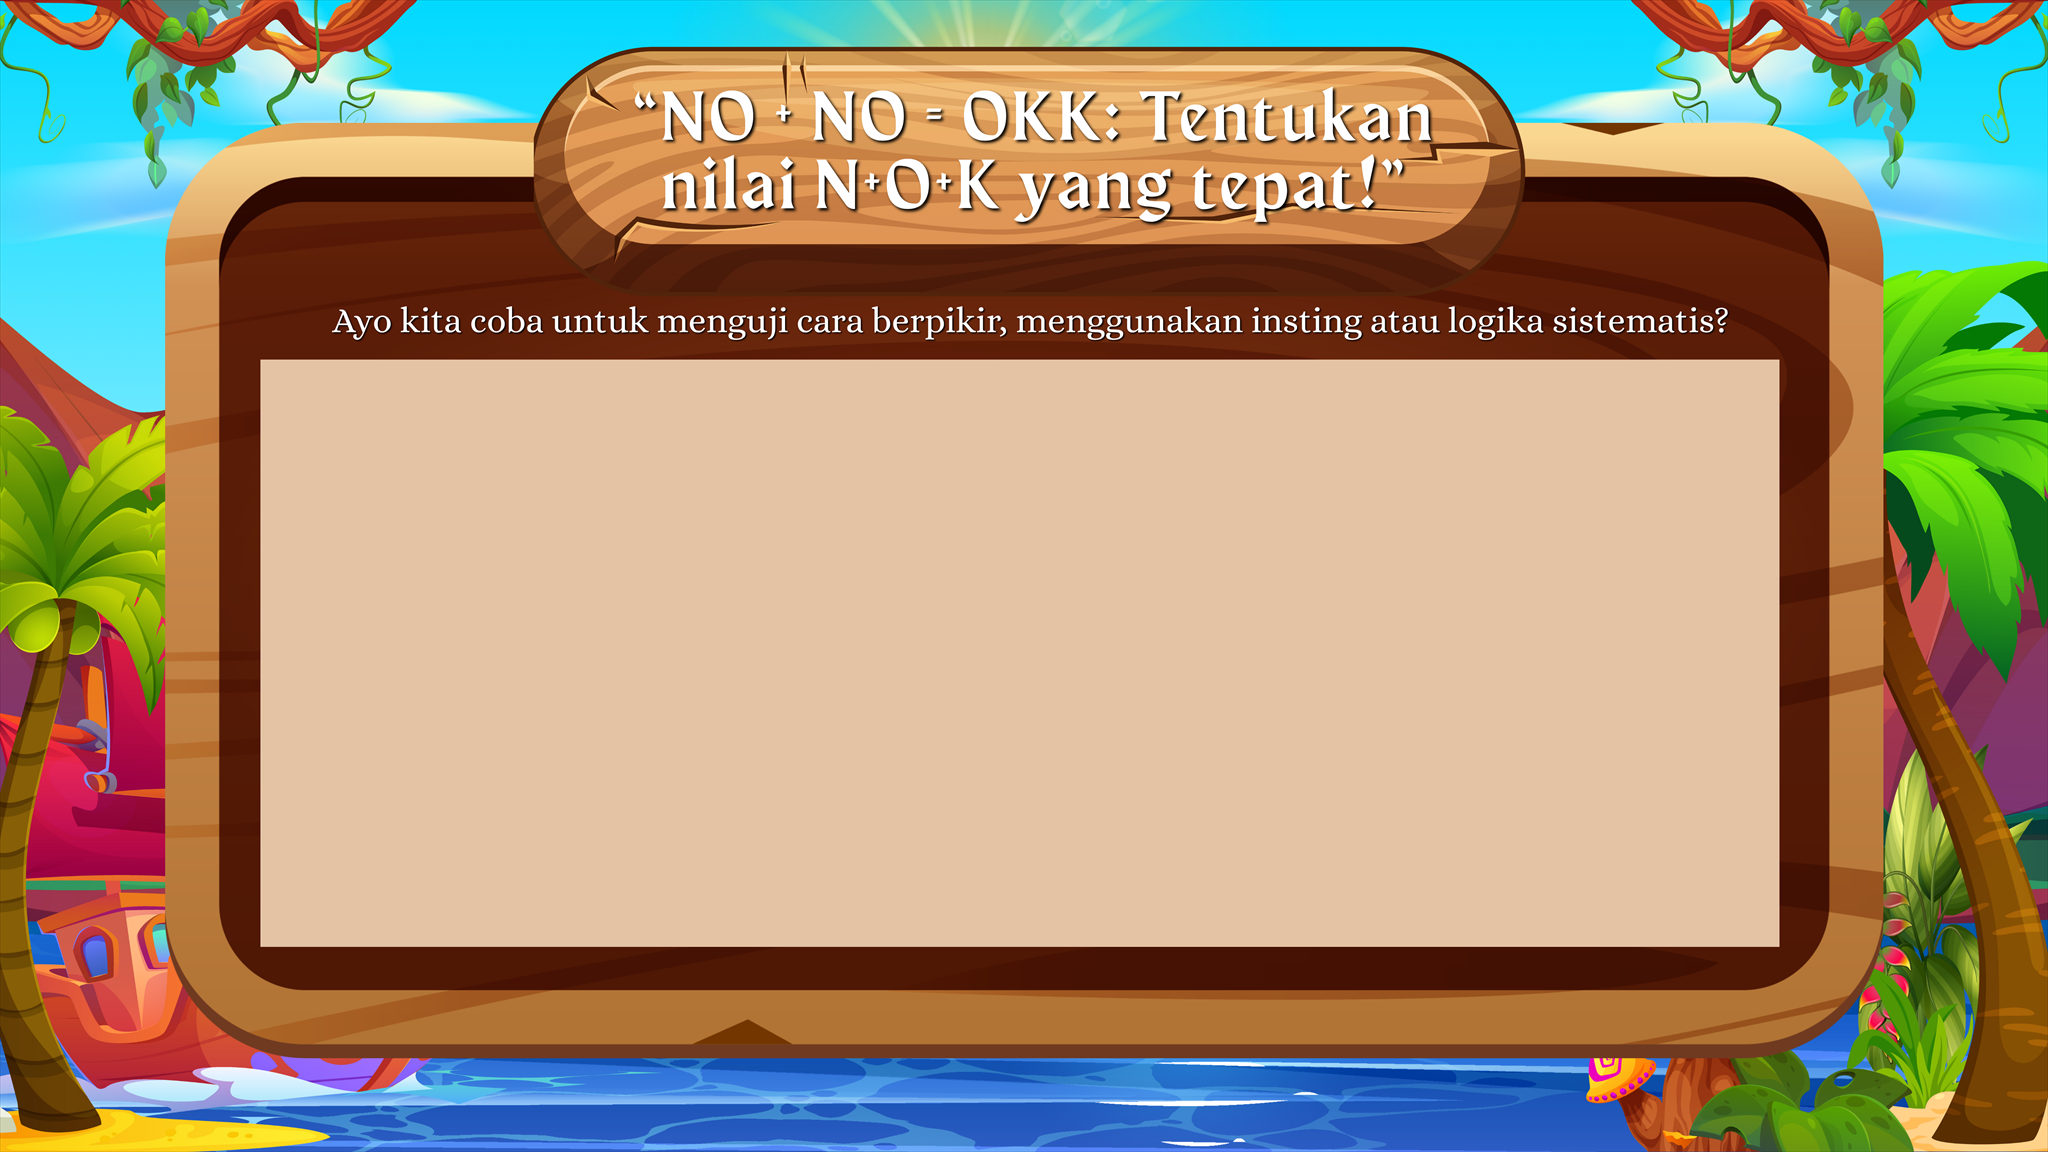 “NO + NO = OKK: Tentukan
nilai N+O+K yang tepat!”
Ayo kita coba untuk menguji cara berpikir, menggunakan insting atau logika sistematis?